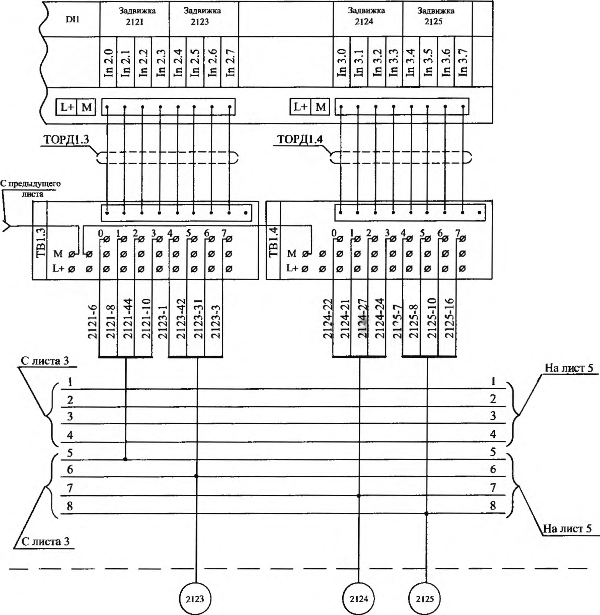 DI1
Задвижка
2121
Задвижка
2123
Задвижка
2124
Задвижка
2125
In 2.0
In 2.1
In 2.2
In 2.3
In 2.4
In 2.5
In 2.6
In 2.7
In 3.0
In 3.1
In 3.2
In 3.3
In 3.4
In 3.5
In 3.6
In 3.7
L+ M
L+ M
ТОРД1.3
ТОРД1.4
С предыдущего
листа
ТВ1.3
0 1 2 3 4 5 6 7
М
L+
ТВ1.4
0 1 2 3 4 5 6 7
М
L+
2121-6
2121-8
2121-44
2121-10
2123-1
2123-42
2123-31
2123-3
2124-22
2124-21
2124-27
2124-24
2125-7
2125-8
2125-10
2125-16
С листа 3
На лист 5
1 1
2 2
3 3
4 4
5 5
6 6
7 7
8 8
С листа 3
На лист 5
2123
2124
2125